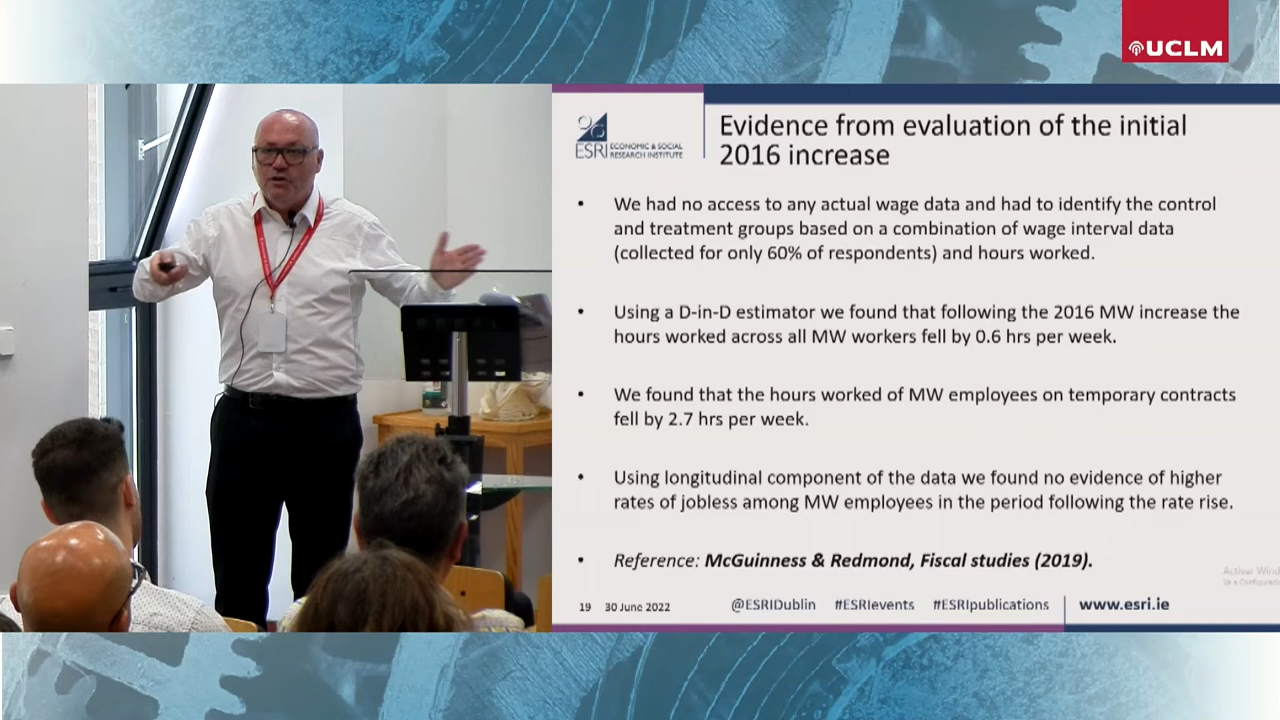 UCLM
ESRI
ECONOMIC & SOCIAL
RESEARCH INSTITUTE
Evidence from evaluation of the initial
2016 increase
• We had no access to any actual wage data and had to identify the control
and treatment groups based on a combination of wage interval data
(collected for only 60% of respondents) and hours worked.
• Using a D-in-D estimator we found that following the 2016 MW increase the
hours worked across all MW workers fell by 0.6 hrs per week.
• We found that the hours worked of MW employees on temporary contracts
fell by 2.7 hrs per week.
• Using longitudinal component of the data we found no evidence of higher
rates of jobless among MW employees in the period following the rate rise.
• Reference: McGuinness & Redmond, Fiscal studies (2019).
Activar Wind
19 30 June 2022 @ESRIDublin #ESRIevents #ESRIpublications www.esri.ie